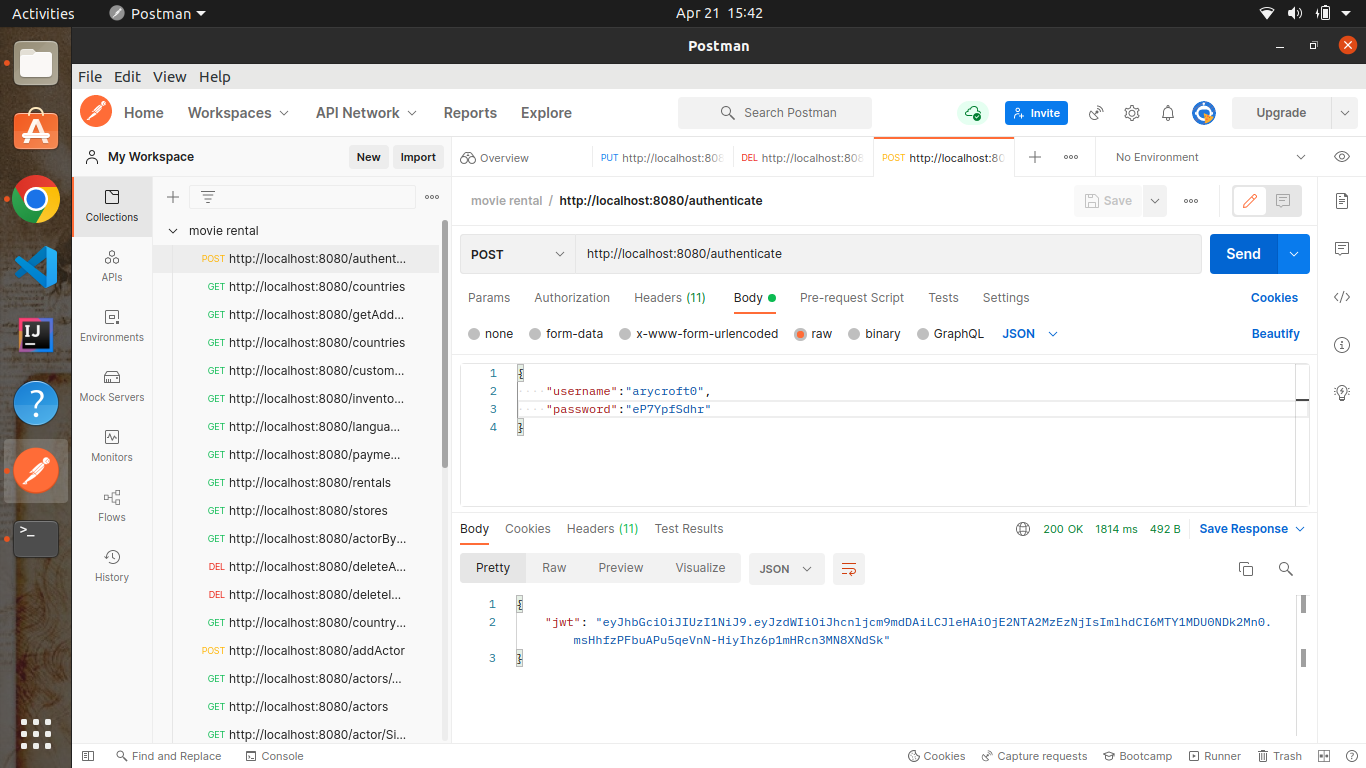 Activities Postman Apr 21 15:42
Postman
File Edit View Help
Home Workspaces API Network Reports Explore Search Postman Invite Upgrade
My Workspace New Import Overview PUT http://localhost:808 DEL http://localhost:808 POST http://localhost:80 No Environment
Collections
APIs
Environments
Mock Servers
Monitors
Flows
History
movie rental
POST http://localhost:8080/authent...
GET http://localhost:8080/countries
GET http://localhost:8080/getAdd...
GET http://localhost:8080/countries
GET http://localhost:8080/custom...
GET http://localhost:8080/invento...
GET http://localhost:8080/langua...
GET http://localhost:8080/payme...
GET http://localhost:8080/rentals
GET http://localhost:8080/stores
GET http://localhost:8080/actorBy...
DEL http://localhost:8080/deleteA...
DEL http://localhost:8080/deleteI...
GET http://localhost:8080/country...
POST http://localhost:8080/addActor
GET http://localhost:8080/actors/...
GET http://localhost:8080/actors
GET http://localhost:8080/actor/Si...
movie rental / http://localhost:8080/authenticate Save
POST http://localhost:8080/authenticate Send
Params Authorization Headers (11) Body Pre-request Script Tests Settings Cookies
none form-data x-www-form-urlencoded raw binary GraphQL JSON Beautify
1 {
2 "username":"arycroft0",
3 "password":"eP7YpfSdhr"
4 }
Body Cookies Headers (11) Test Results 200 OK 1814 ms 492 B Save Response
Pretty Raw Preview Visualize JSON
1 {
2 "jwt": "eyJhbGciOiJIUzI1NiJ9.eyJzdWIiOiJhcnljcm9mdDAiLCJleHAiOjE2NTA2MzEzNjIsImlhdCI6MTY1MDU0NDk2Mn0.
msHhfzPFbuAPu5qeVnN-HiyIhz6p1mHRcn3MN8XNdSk"
3 }
Find and Replace Console Cookies Capture requests Bootcamp Runner Trash